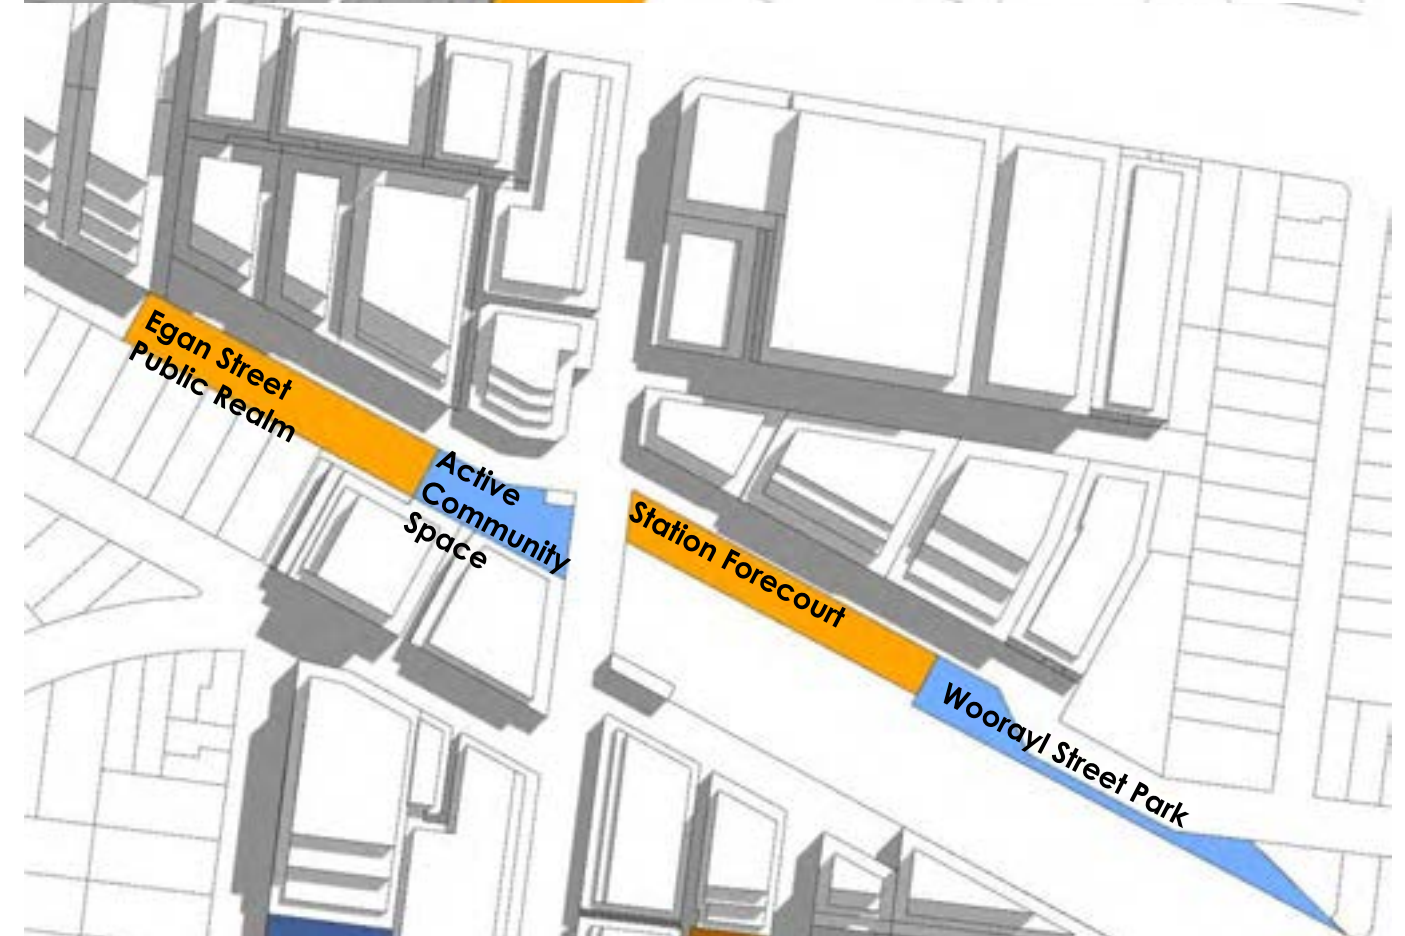 Egan Street
Public Realm
Active
Community
Space
Station Forecourt
Woorayl Street Park